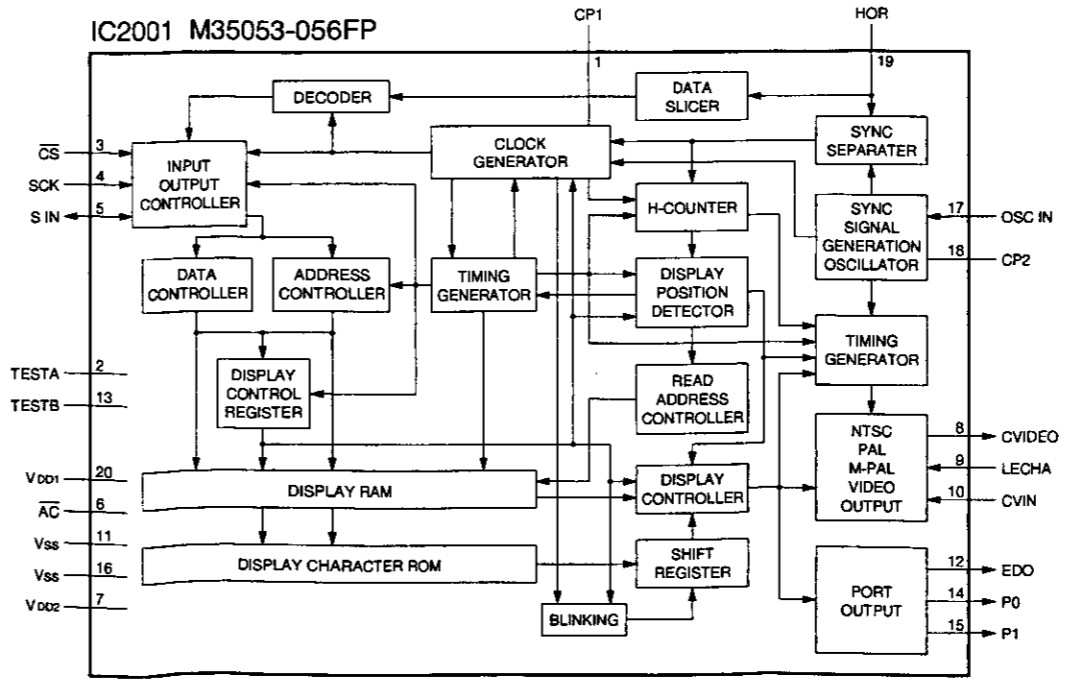 IC2001 M35053-056FP
CP1
HOR
1
19
DECODER
DATA
SLICER
SYNC
SEPARATER
CLOCK
GENERATOR
INPUT
OUTPUT
CONTROLLER
CS 3
SCK 4
S IN 5
H-COUNTER
SYNC
SIGNAL
GENERATION
OSCILLATOR
17 OSC IN
18 CP2
DATA
CONTROLLER
ADDRESS
CONTROLLER
TIMING
GENERATOR
DISPLAY
POSITION
DETECTOR
TIMING
GENERATOR
TESTA 2
TESTB 13
DISPLAY
CONTROL
REGISTER
READ
ADDRESS
CONTROLLER
NTSC
PAL
M-PAL
VIDEO
OUTPUT
8 CVIDEO
9 LECHA
10 CVIN
VDD1 20
AC 6
VSS 11
VSS 16
VDD2 7
DISPLAY RAM
DISPLAY
CONTROLLER
DISPLAY CHARACTER ROM
SHIFT
REGISTER
BLINKING
PORT
OUTPUT
12 EDO
14 P0
15 P1